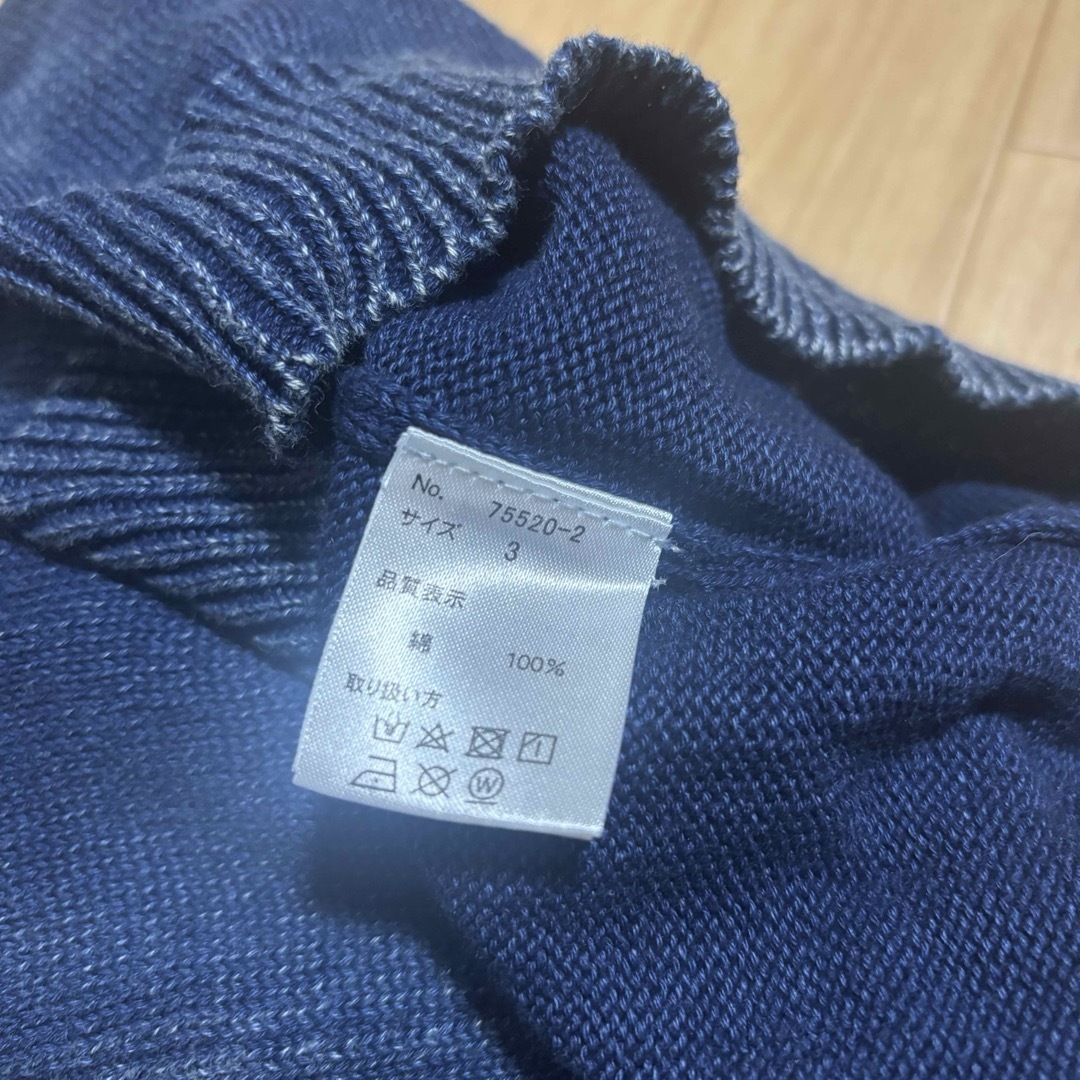 No. 75520-2
サイズ 3
品質表示
綿 100%
取り扱い方
W